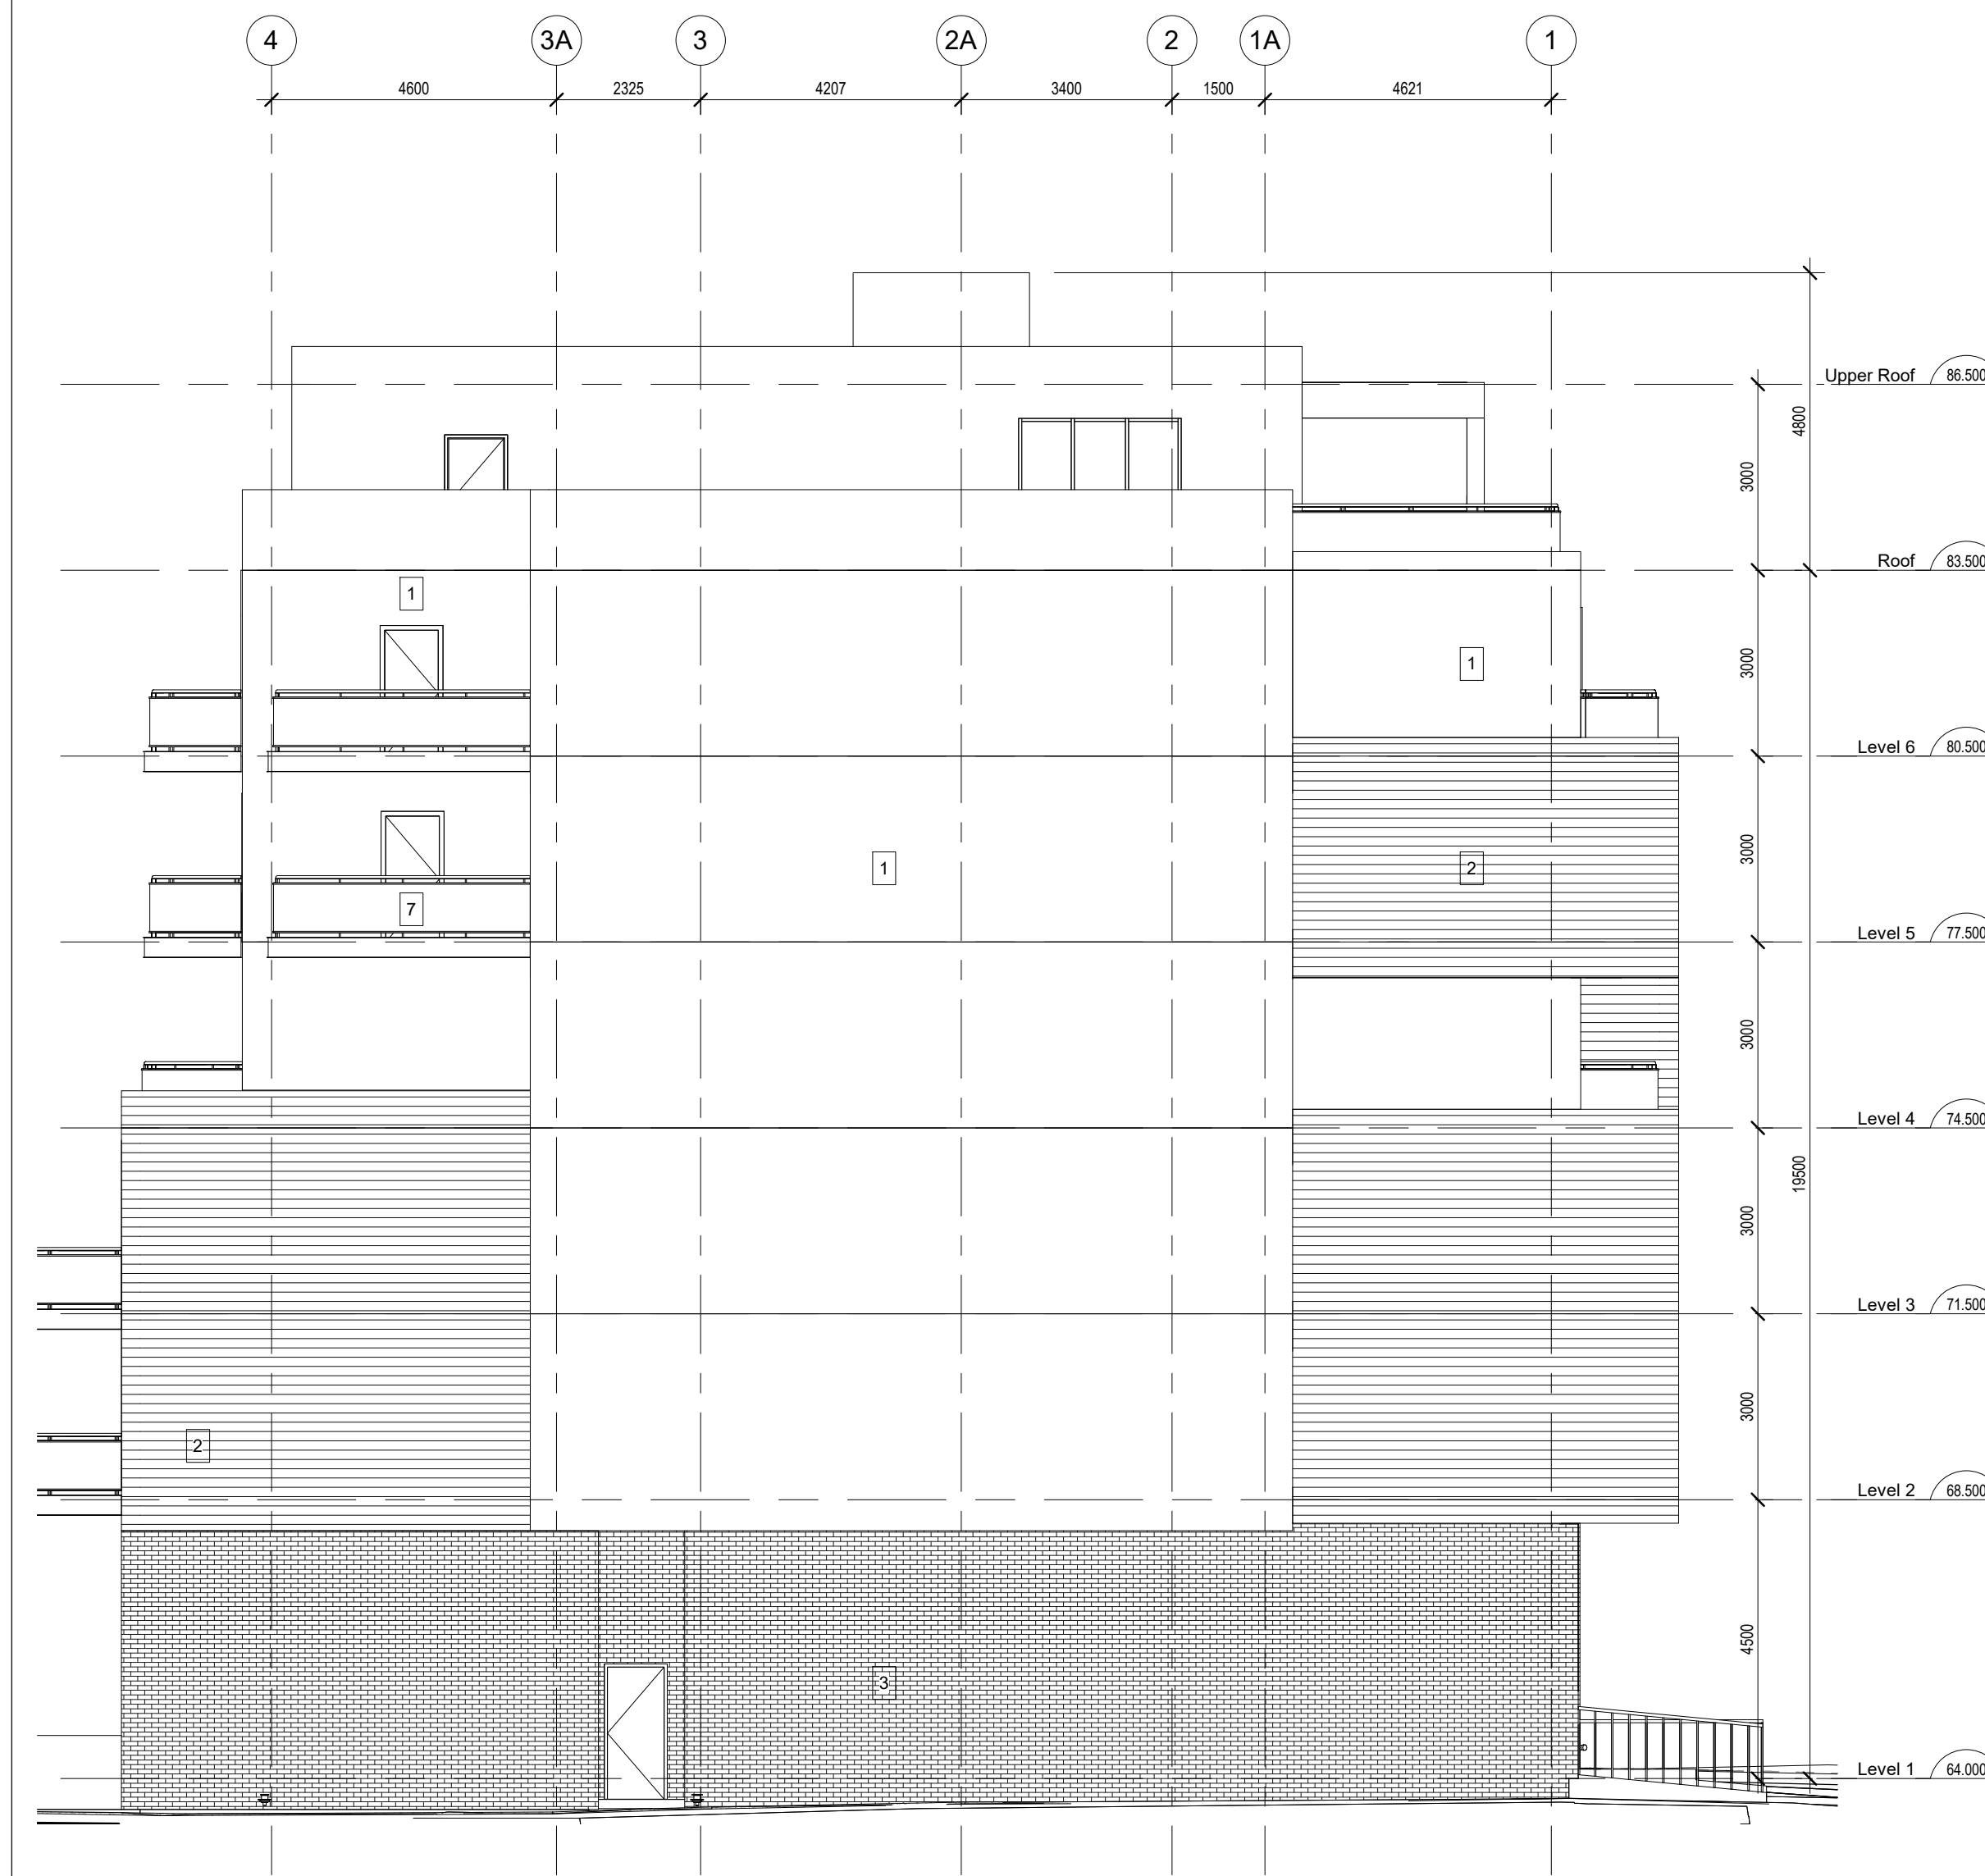 4 3A 3 2A 2 1A 1
4600 2325 4207 3400 1500 4621
Upper Roof 86.500
4800
3000
Roof 83.500
1
3000
1
Level 6 80.500
3000
1
2
7
Level 5 77.500
3000
Level 4 74.500
19500
3000
Level 3 71.500
3000
2
Level 2 68.500
4500
3
Level 1 64.000